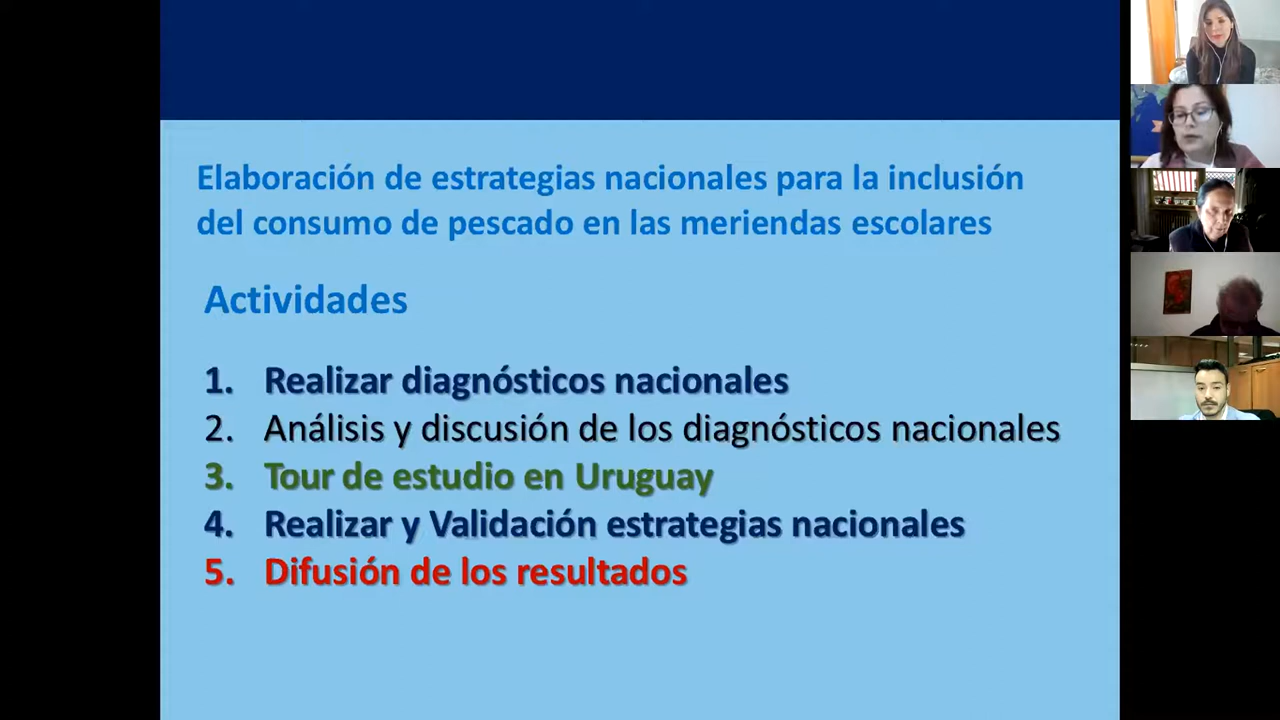 Elaboración de estrategias nacionales para la inclusión
del consumo de pescado en las meriendas escolares
Actividades
1. Realizar diagnósticos nacionales
2. Análisis y discusión de los diagnósticos nacionales
3. Tour de estudio en Uruguay
4. Realizar y Validación estrategias nacionales
5. Difusión de los resultados